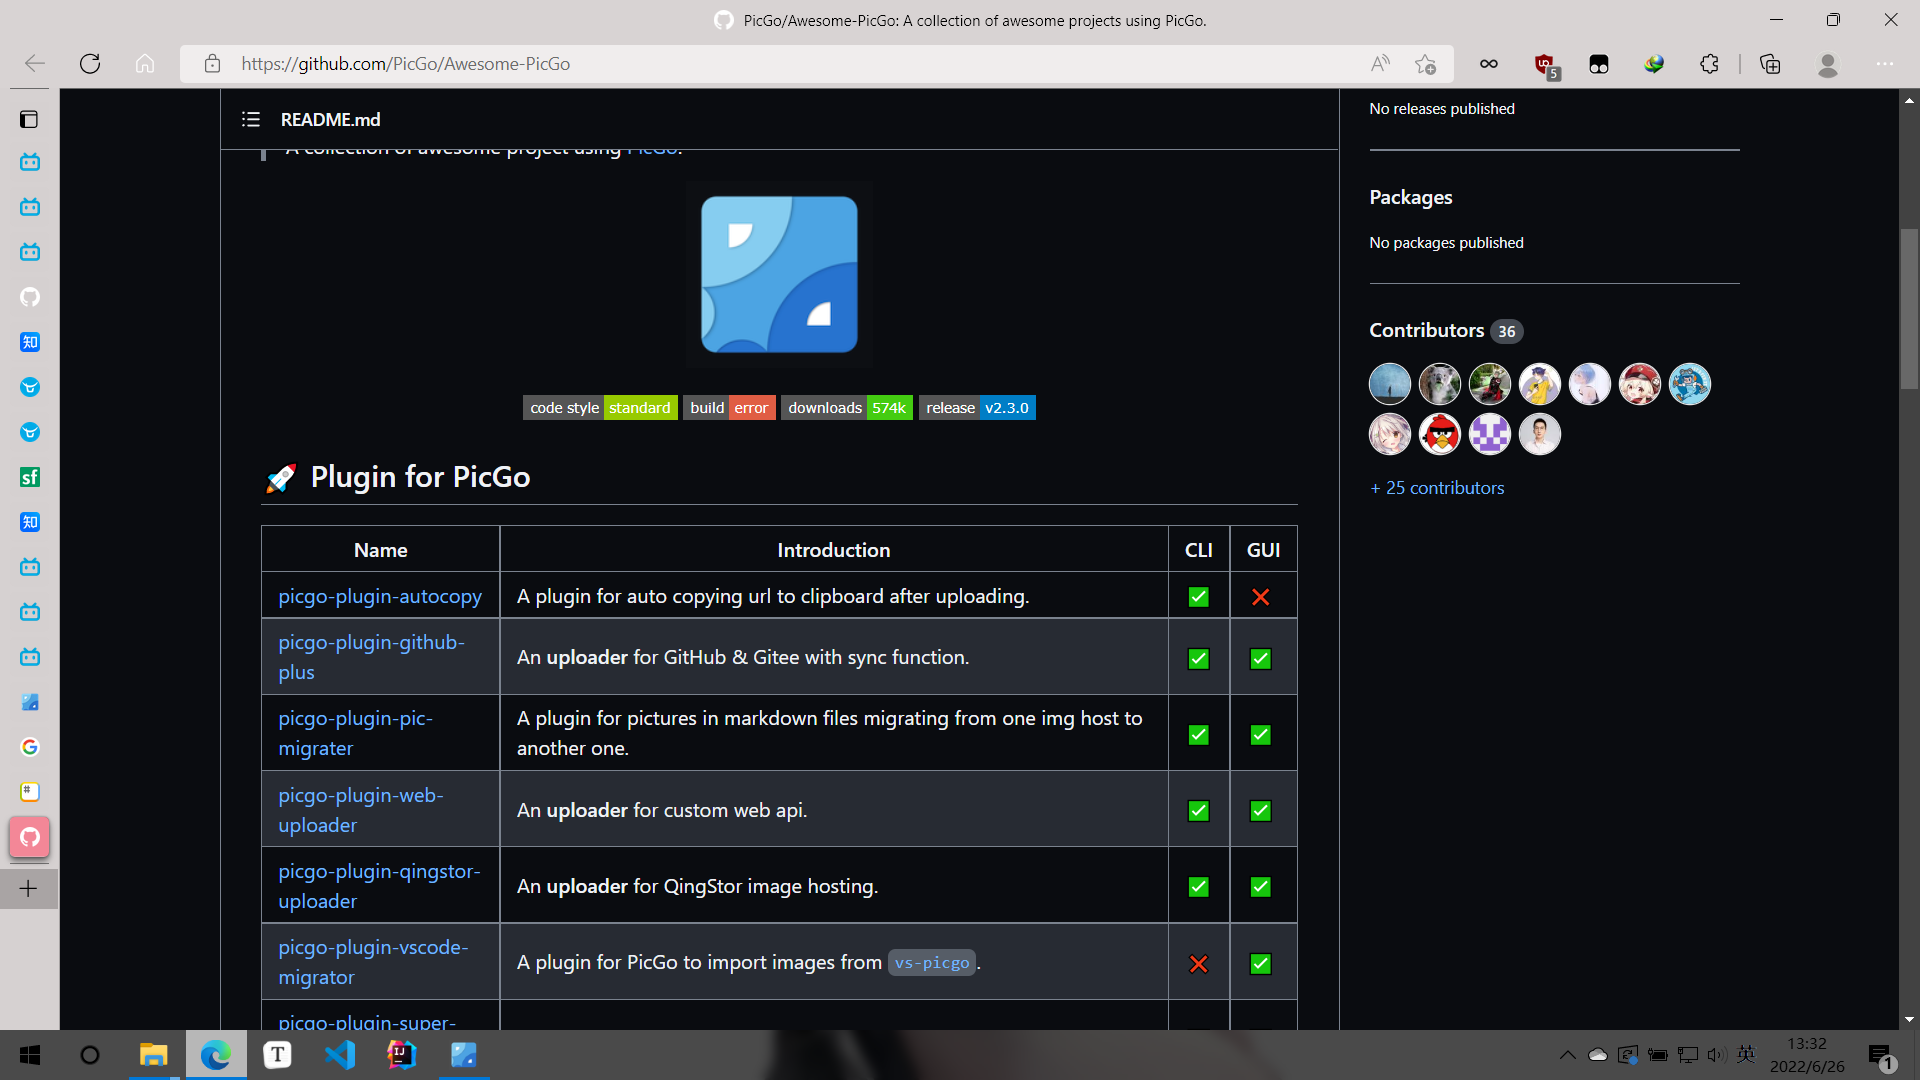 PicGo/Awesome-PicGo: A collection of awesome projects using PicGo.
https://github.com/PicGo/Awesome-PicGo
5
README.md
A collection of awesome project using PicGo.
code style standard build error downloads 574k release v2.3.0
🚀 Plugin for PicGo
Name Introduction CLI GUI
picgo-plugin-autocopy A plugin for auto copying url to clipboard after uploading. ✅ ❌
picgo-plugin-github-
plus
An uploader for GitHub & Gitee with sync function. ✅ ✅
picgo-plugin-pic-
migrater
A plugin for pictures in markdown files migrating from one img host to
another one. ✅ ✅
picgo-plugin-web-
uploader
An uploader for custom web api. ✅ ✅
picgo-plugin-qingstor-
uploader
An uploader for QingStor image hosting. ✅ ✅
picgo-plugin-vscode-
migrator
A plugin for PicGo to import images from vs-picgo. ❌ ✅
picgo-plugin-super-
No releases published
Packages
No packages published
Contributors 36
+ 25 contributors
知
sf
知
T
IJ
英
13:32
2022/6/26
1